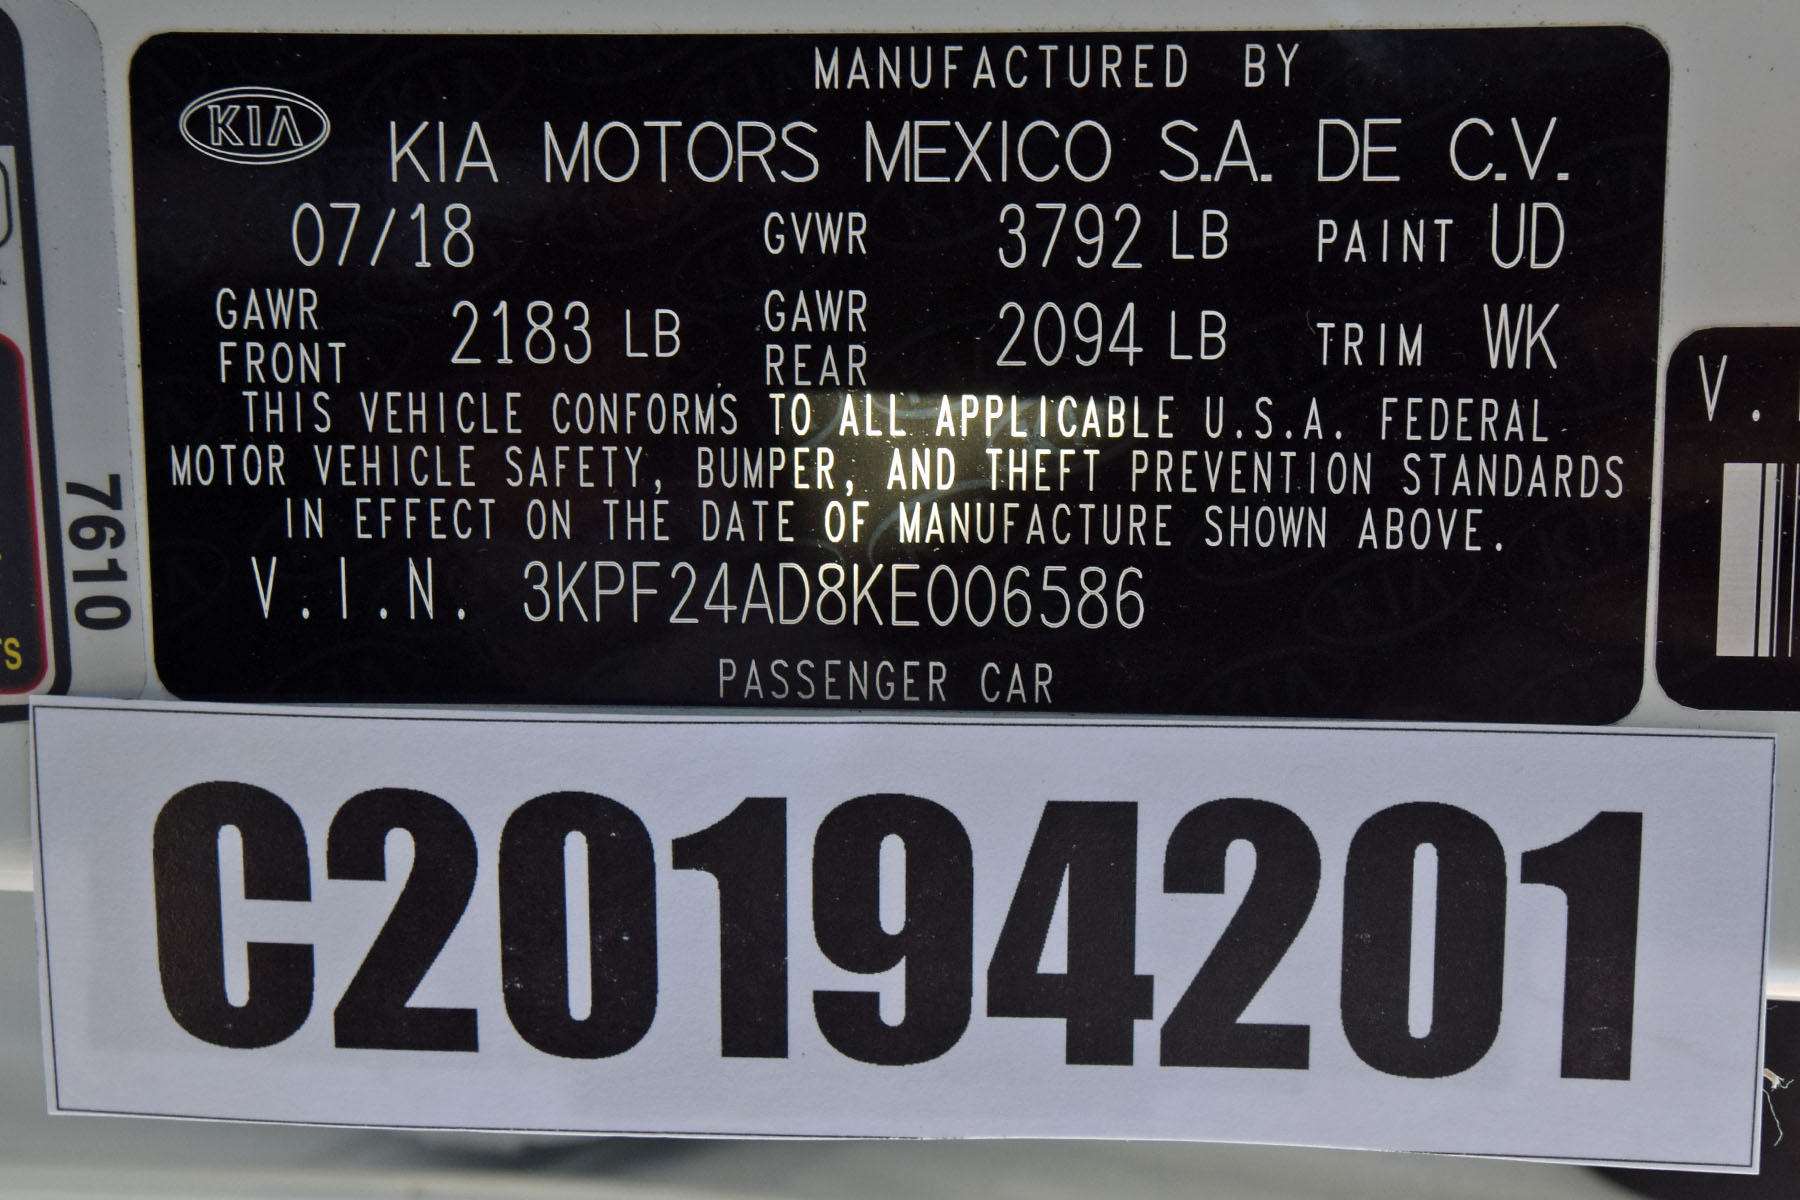 MANUFACTURED BY
KIA KIA MOTORS MEXICO S.A. DE C.V.
07/18 GVWR 3792 LB PAINT UD
GAWR FRONT 2183 LB GAWR REAR 2094 LB TRIM WK
THIS VEHICLE CONFORMS TO ALL APPLICABLE U.S.A. FEDERAL
MOTOR VEHICLE SAFETY, BUMPER, AND THEFT PREVENTION STANDARDS
IN EFFECT ON THE DATE OF MANUFACTURE SHOWN ABOVE.
V.I.N. 3KPF24AD8KE006586
PASSENGER CAR
7610
V.
TS
C20194201